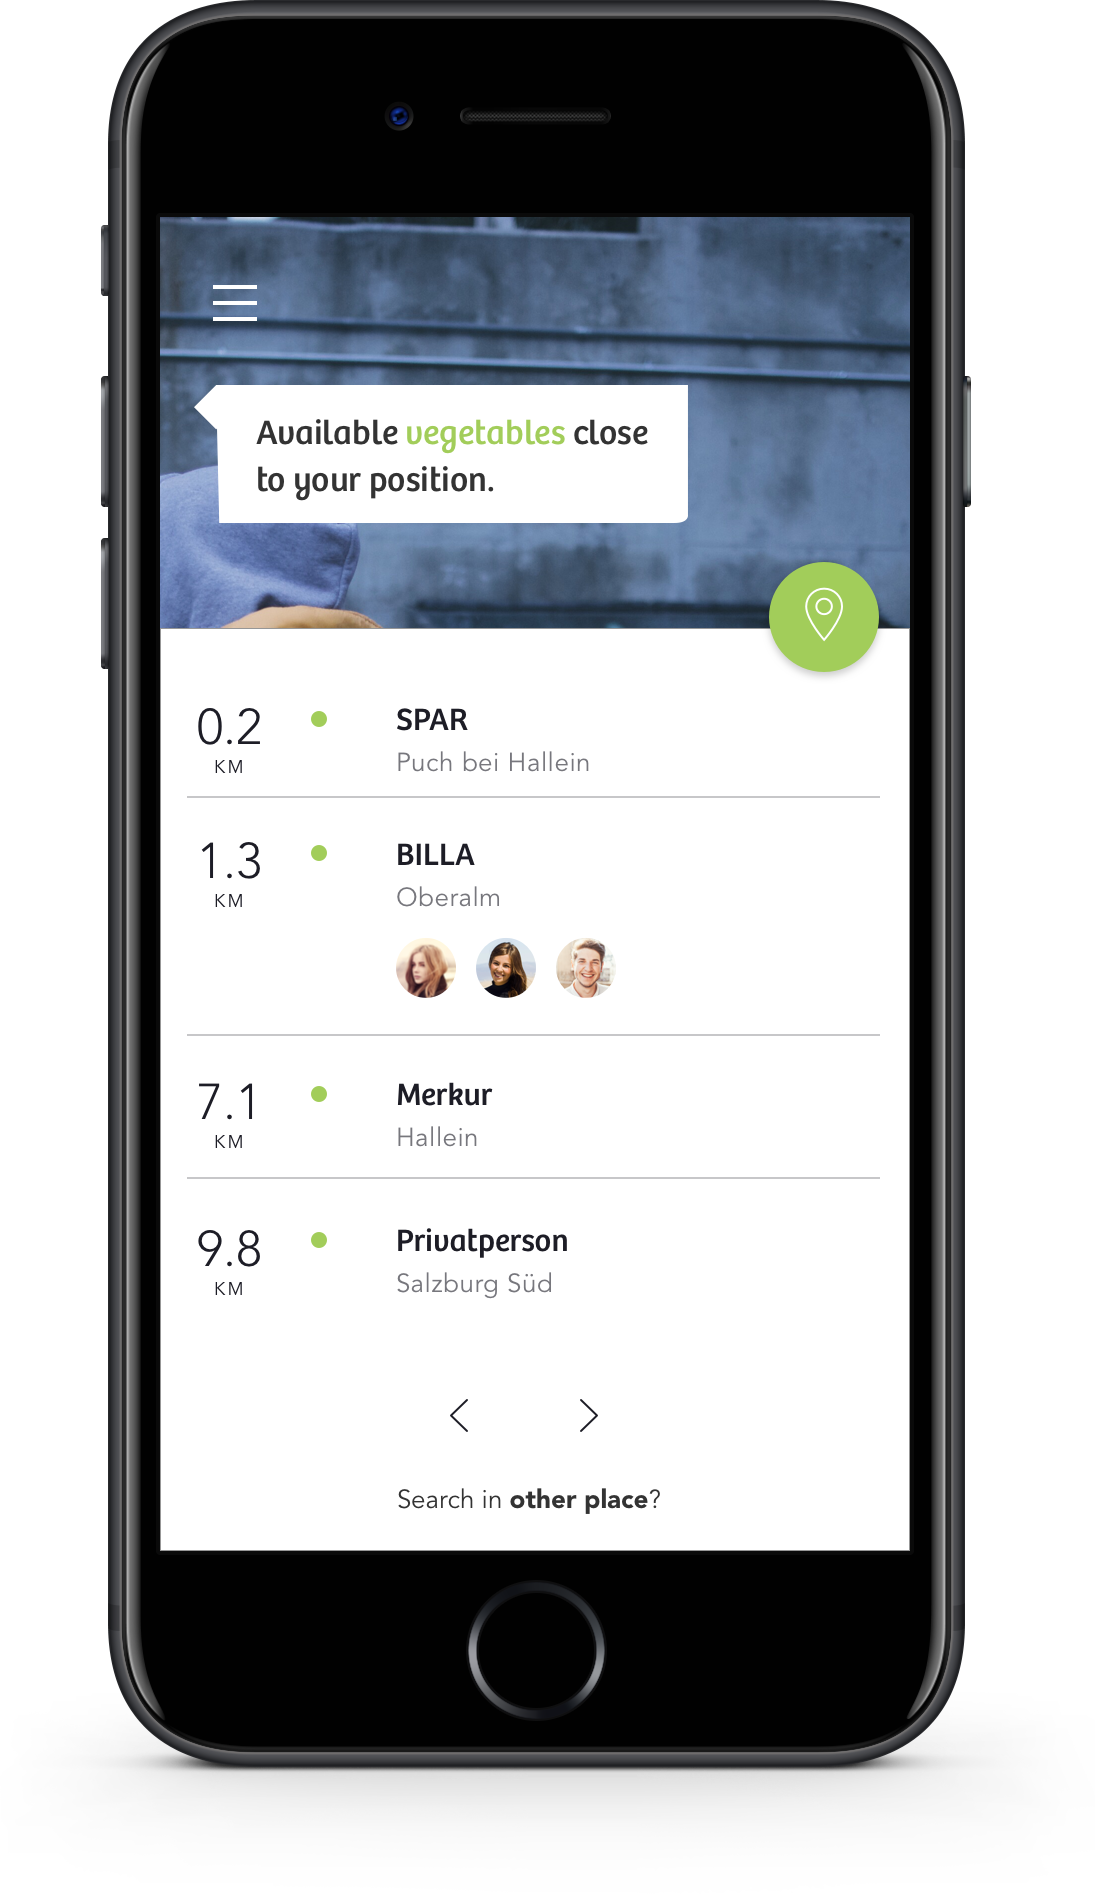 Available vegetables close
to your position.
0.2
KM
SPAR
Puch bei Hallein
1.3
KM
BILLA
Oberalm
7.1
KM
Merkur
Hallein
9.8
KM
Privatperson
Salzburg Süd
Search in other place?